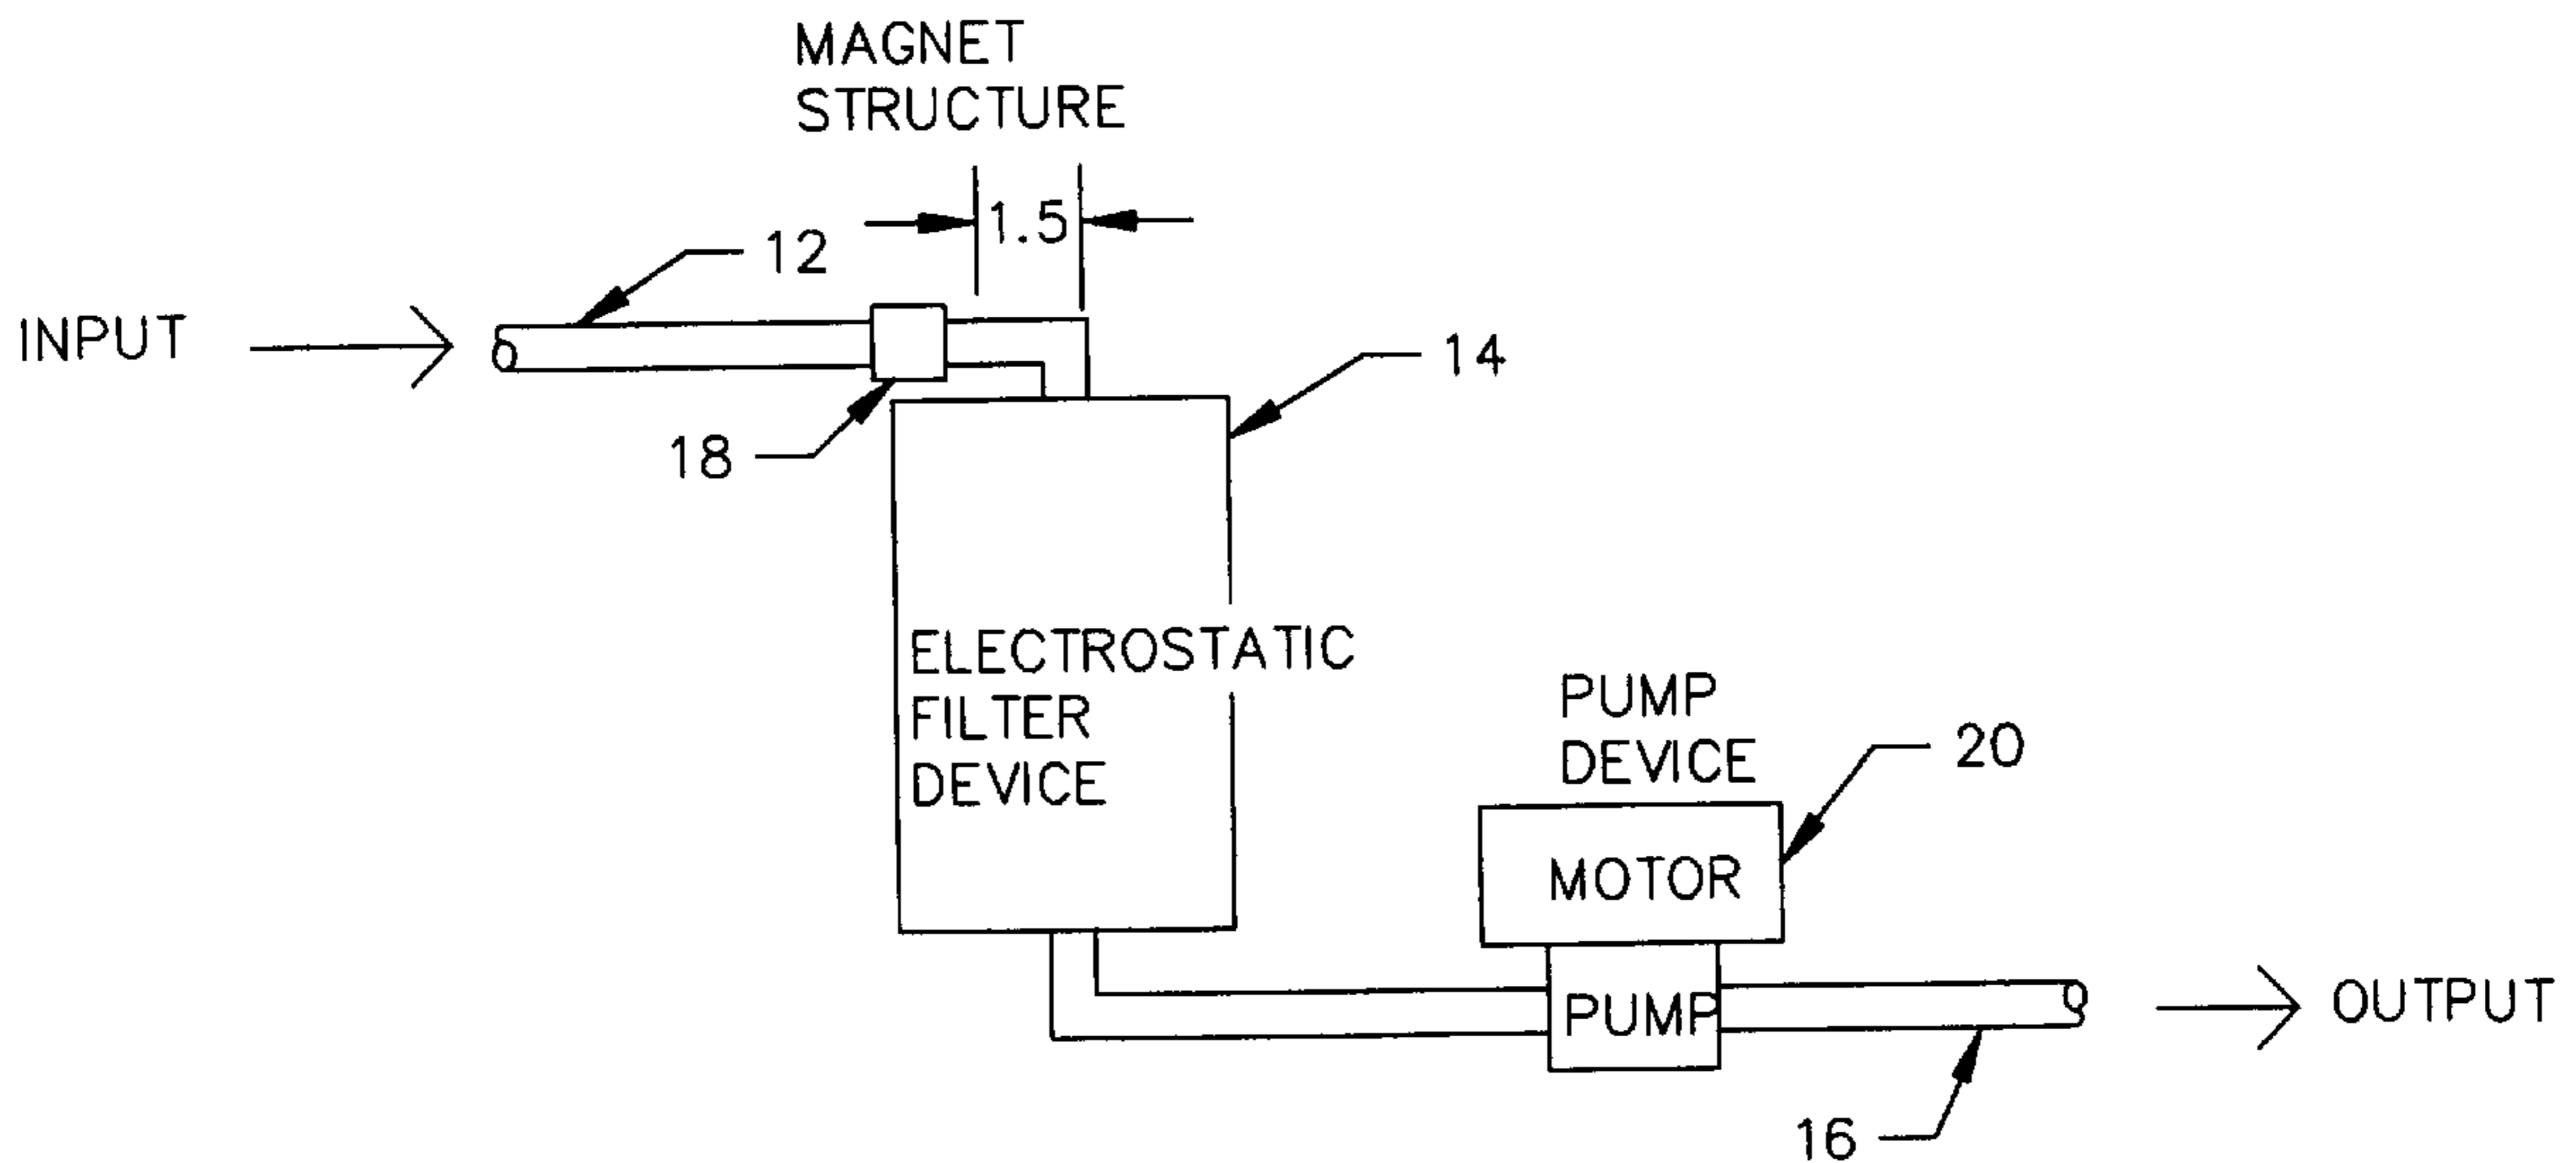 MAGNET
STRUCTURE
1.5
12
INPUT
14
18
ELECTROSTATIC
FILTER
DEVICE
PUMP
DEVICE
20
MOTOR
PUMP
OUTPUT
16